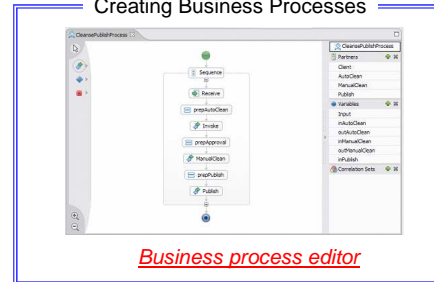 Creating Business Processes
CleansePublishProcess
Sequence
Receive
prepAutoClean
Invoke
prepApproval
ManualClean
prepPublish
Publish
CleansePublishProcess
Partners
Client
AutoClean
ManualClean
Publish
Variables
Input
inAutoClean
outAutoClean
inManualClean
outManualClean
inPublish
Correlation Sets
Business process editor